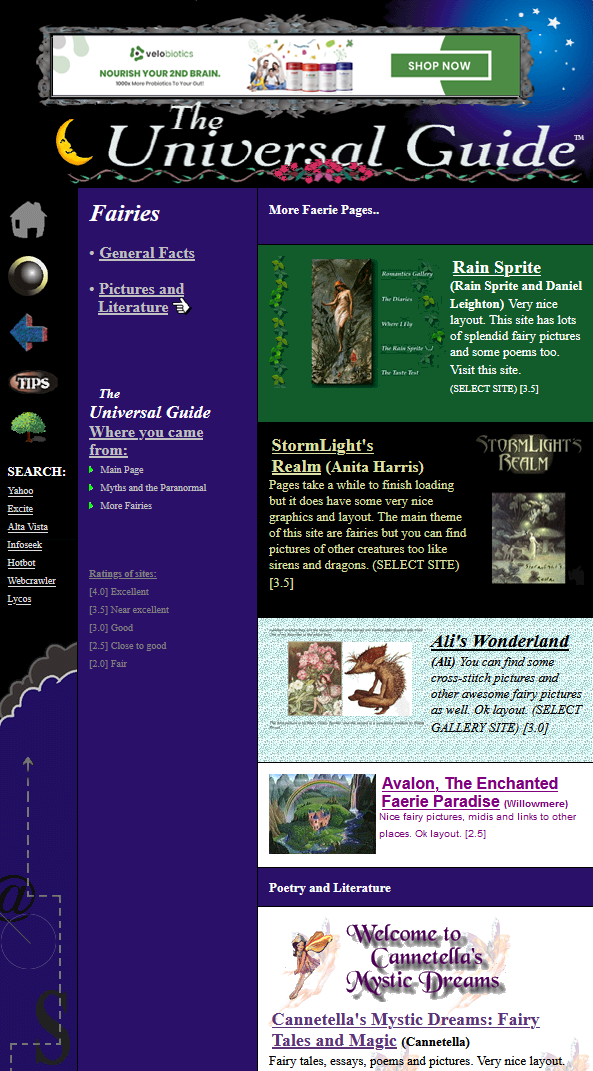 velobiotics
NOURISH YOUR 2ND BRAIN.
1000x More Probiotics To Your Gut!
SHOP NOW
The
Universal Guide™
Fairies
• General Facts
• Pictures and
Literature
The
Universal Guide
Where you came
from:
Main Page
Myths and the Paranormal
More Fairies
Ratings of sites:
[4.0] Excellent
[3.5] Near excellent
[3.0] Good
[2.5] Close to good
[2.0] Fair
TIPS
SEARCH:
Yahoo
Excite
Alta Vista
Infoseek
Hotbot
Webcrawler
Lycos
@
S
More Faerie Pages..
Romantics Gallery
The Diaries
Where I Fly
The Rain Sprite
The Taste Test
Rain Sprite
(Rain Sprite and Daniel
Leighton) Very nice
layout. This site has lots
of splendid fairy pictures
and some poems too.
Visit this site.
(SELECT SITE) [3.5]
StormLight's
Realm (Anita Harris)
Pages take a while to finish loading
but it does have some very nice
graphics and layout. The main theme
of this site are fairies but you can find
pictures of other creatures too like
sirens and dragons. (SELECT SITE)
[3.5]
STORMLIGHT'S
REALM
Ali's Wonderland
(Ali) You can find some
cross-stitch pictures and
other awesome fairy pictures
as well. Ok layout. (SELECT
GALLERY SITE) [3.0]
Avalon, The Enchanted
Faerie Paradise (Willowmere)
Nice fairy pictures, midis and links to other
places. Ok layout. [2.5]
Poetry and Literature
Welcome to
Cannetella's
Mystic Dreams
Cannetella's Mystic Dreams: Fairy
Tales and Magic (Cannetella)
Fairy tales, essays, poems and pictures. Very nice layout.